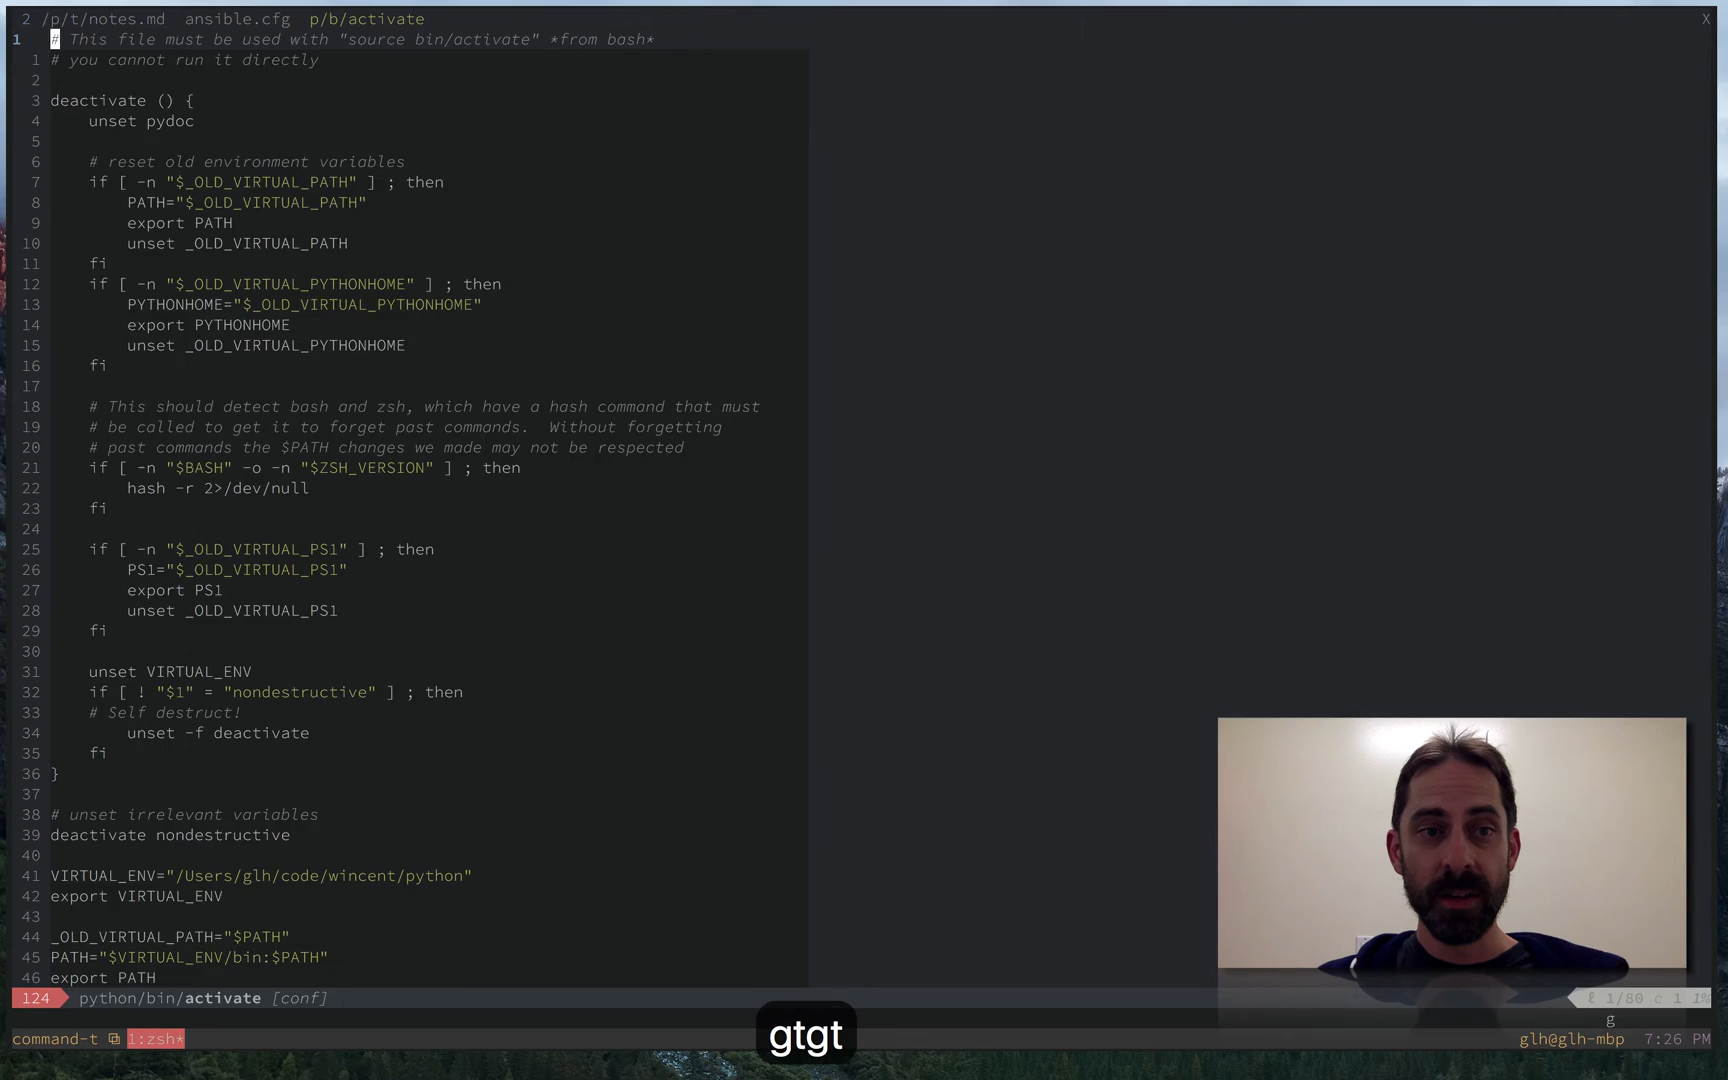 2 /p/t/notes.md ansible.cfg p/b/activate X
1 # This file must be used with "source bin/activate" *from bash*
1 # you cannot run it directly
2
3 deactivate () {
4 unset pydoc
5
6 # reset old environment variables
7 if [ -n "$_OLD_VIRTUAL_PATH" ] ; then
8 PATH="$_OLD_VIRTUAL_PATH"
9 export PATH
10 unset _OLD_VIRTUAL_PATH
11 fi
12 if [ -n "$_OLD_VIRTUAL_PYTHONHOME" ] ; then
13 PYTHONHOME="$_OLD_VIRTUAL_PYTHONHOME"
14 export PYTHONHOME
15 unset _OLD_VIRTUAL_PYTHONHOME
16 fi
17
18 # This should detect bash and zsh, which have a hash command that must
19 # be called to get it to forget past commands.  Without forgetting
20 # past commands the $PATH changes we made may not be respected
21 if [ -n "$BASH" -o -n "$ZSH_VERSION" ] ; then
22 hash -r 2>/dev/null
23 fi
24
25 if [ -n "$_OLD_VIRTUAL_PS1" ] ; then
26 PS1="$_OLD_VIRTUAL_PS1"
27 export PS1
28 unset _OLD_VIRTUAL_PS1
29 fi
30
31 unset VIRTUAL_ENV
32 if [ ! "$1" = "nondestructive" ] ; then
33 # Self destruct!
34 unset -f deactivate
35 fi
36 }
37
38 # unset irrelevant variables
39 deactivate nondestructive
40
41 VIRTUAL_ENV="/Users/glh/code/wincent/python"
42 export VIRTUAL_ENV
43
44 _OLD_VIRTUAL_PATH="$PATH"
45 PATH="$VIRTUAL_ENV/bin:$PATH"
46 export PATH
124 python/bin/activate [conf] ℓ 1/80 c 1 1%
g
gtgt
command-t 1:zsh* glh@glh-mbp 7:26 PM